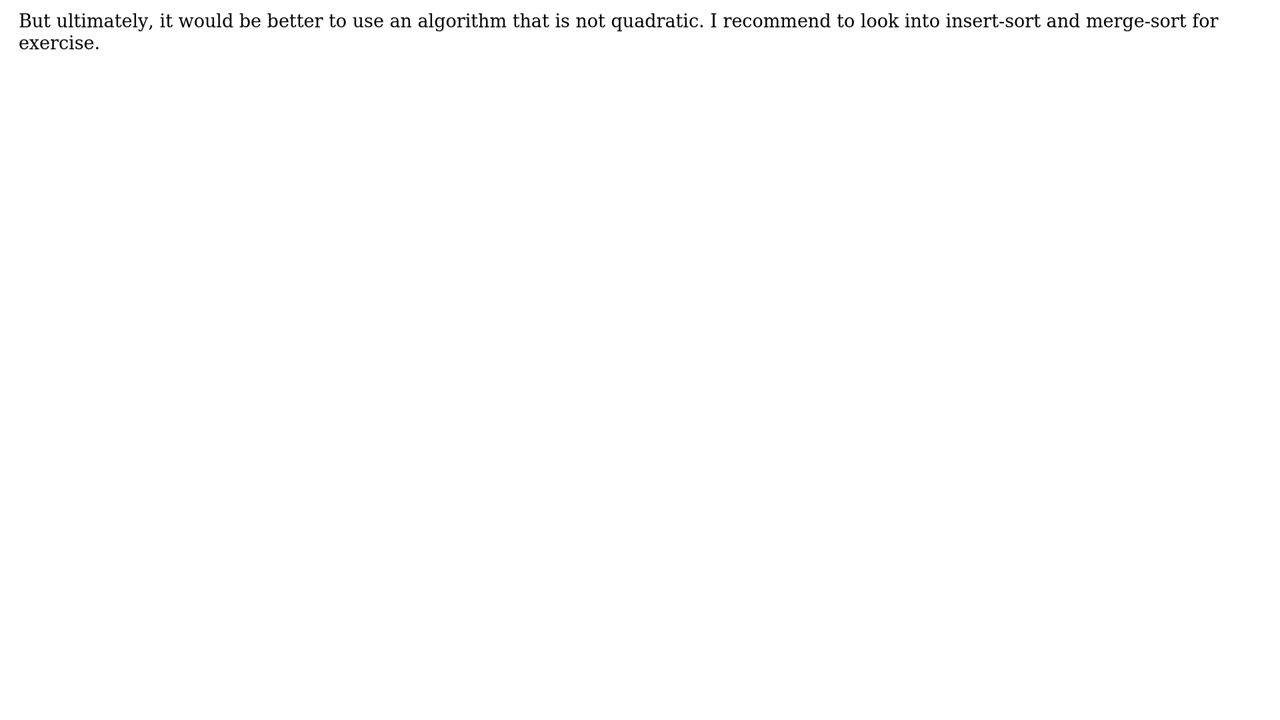 But ultimately, it would be better to use an algorithm that is not quadratic. I recommend to look into insert-sort and merge-sort for
exercise.